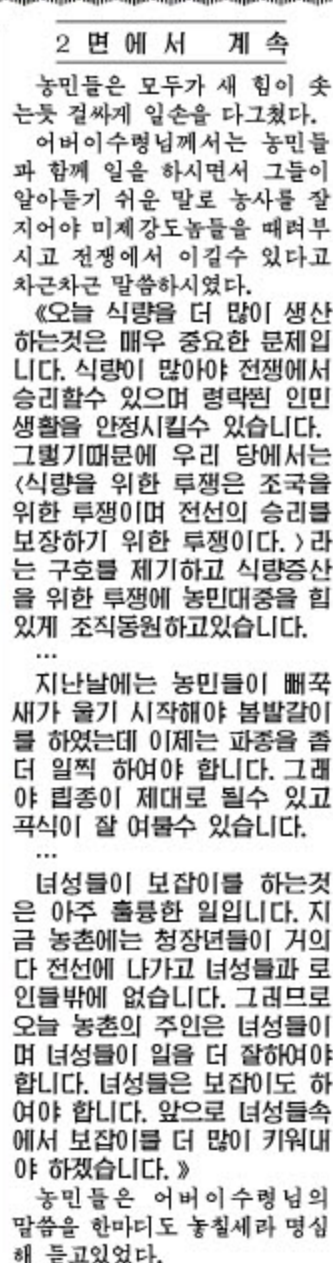 2 면 에 서 계 속
농민들은 모두가 새 힘이 솟
는듯 걸싸게 일손을 다그쳤다.
어버이수령님께서는 농민들
과 함께 일을 하시면서 그들이
알아듣기 쉬운 말로 농사를 잘
지어야 미제강도놈들을 때려부
시고 전쟁에서 이길수 있다고
차근차근 말씀하시였다.
《오늘 식량을 더 많이 생산
하는것은 매우 중요한 문제입
니다. 식량이 많아야 전쟁에서
승리할수 있으며 령락된 인민
생활을 안정시킬수 있습니다.
그렇기때문에 우리 당에서는
〈식량을 위한 투쟁은 조국을
위한 투쟁이며 전선의 승리를
보장하기 위한 투쟁이다.〉라
는 구호를 제기하고 식량증산
을 위한 투쟁에 농민대중을 힘
있게 조직동원하고있습니다.
…
지난날에는 농민들이 뻐꾹
새가 울기 시작해야 봄밭갈이
를 하였는데 이제는 파종을 좀
더 일찍 하여야 합니다. 그래
야 립종이 제대로 될수 있고
곡식이 잘 여물수 있습니다.
…
녀성들이 보잡이를 하는것
은 아주 훌륭한 일입니다. 지
금 농촌에는 청장년들이 거의
다 전선에 나가고 녀성들과 로
인들밖에 없습니다. 그러므로
오늘 농촌의 주인은 녀성들이
며 녀성들이 일을 더 잘하여야
합니다. 녀성들은 보잡이도 하
여야 합니다. 앞으로 녀성들속
에서 보잡이를 더 많이 키워내
야 하겠습니다.》
농민들은 어버이수령님의
말씀을 한마디도 놓칠세라 명심
해 듣고있었다.